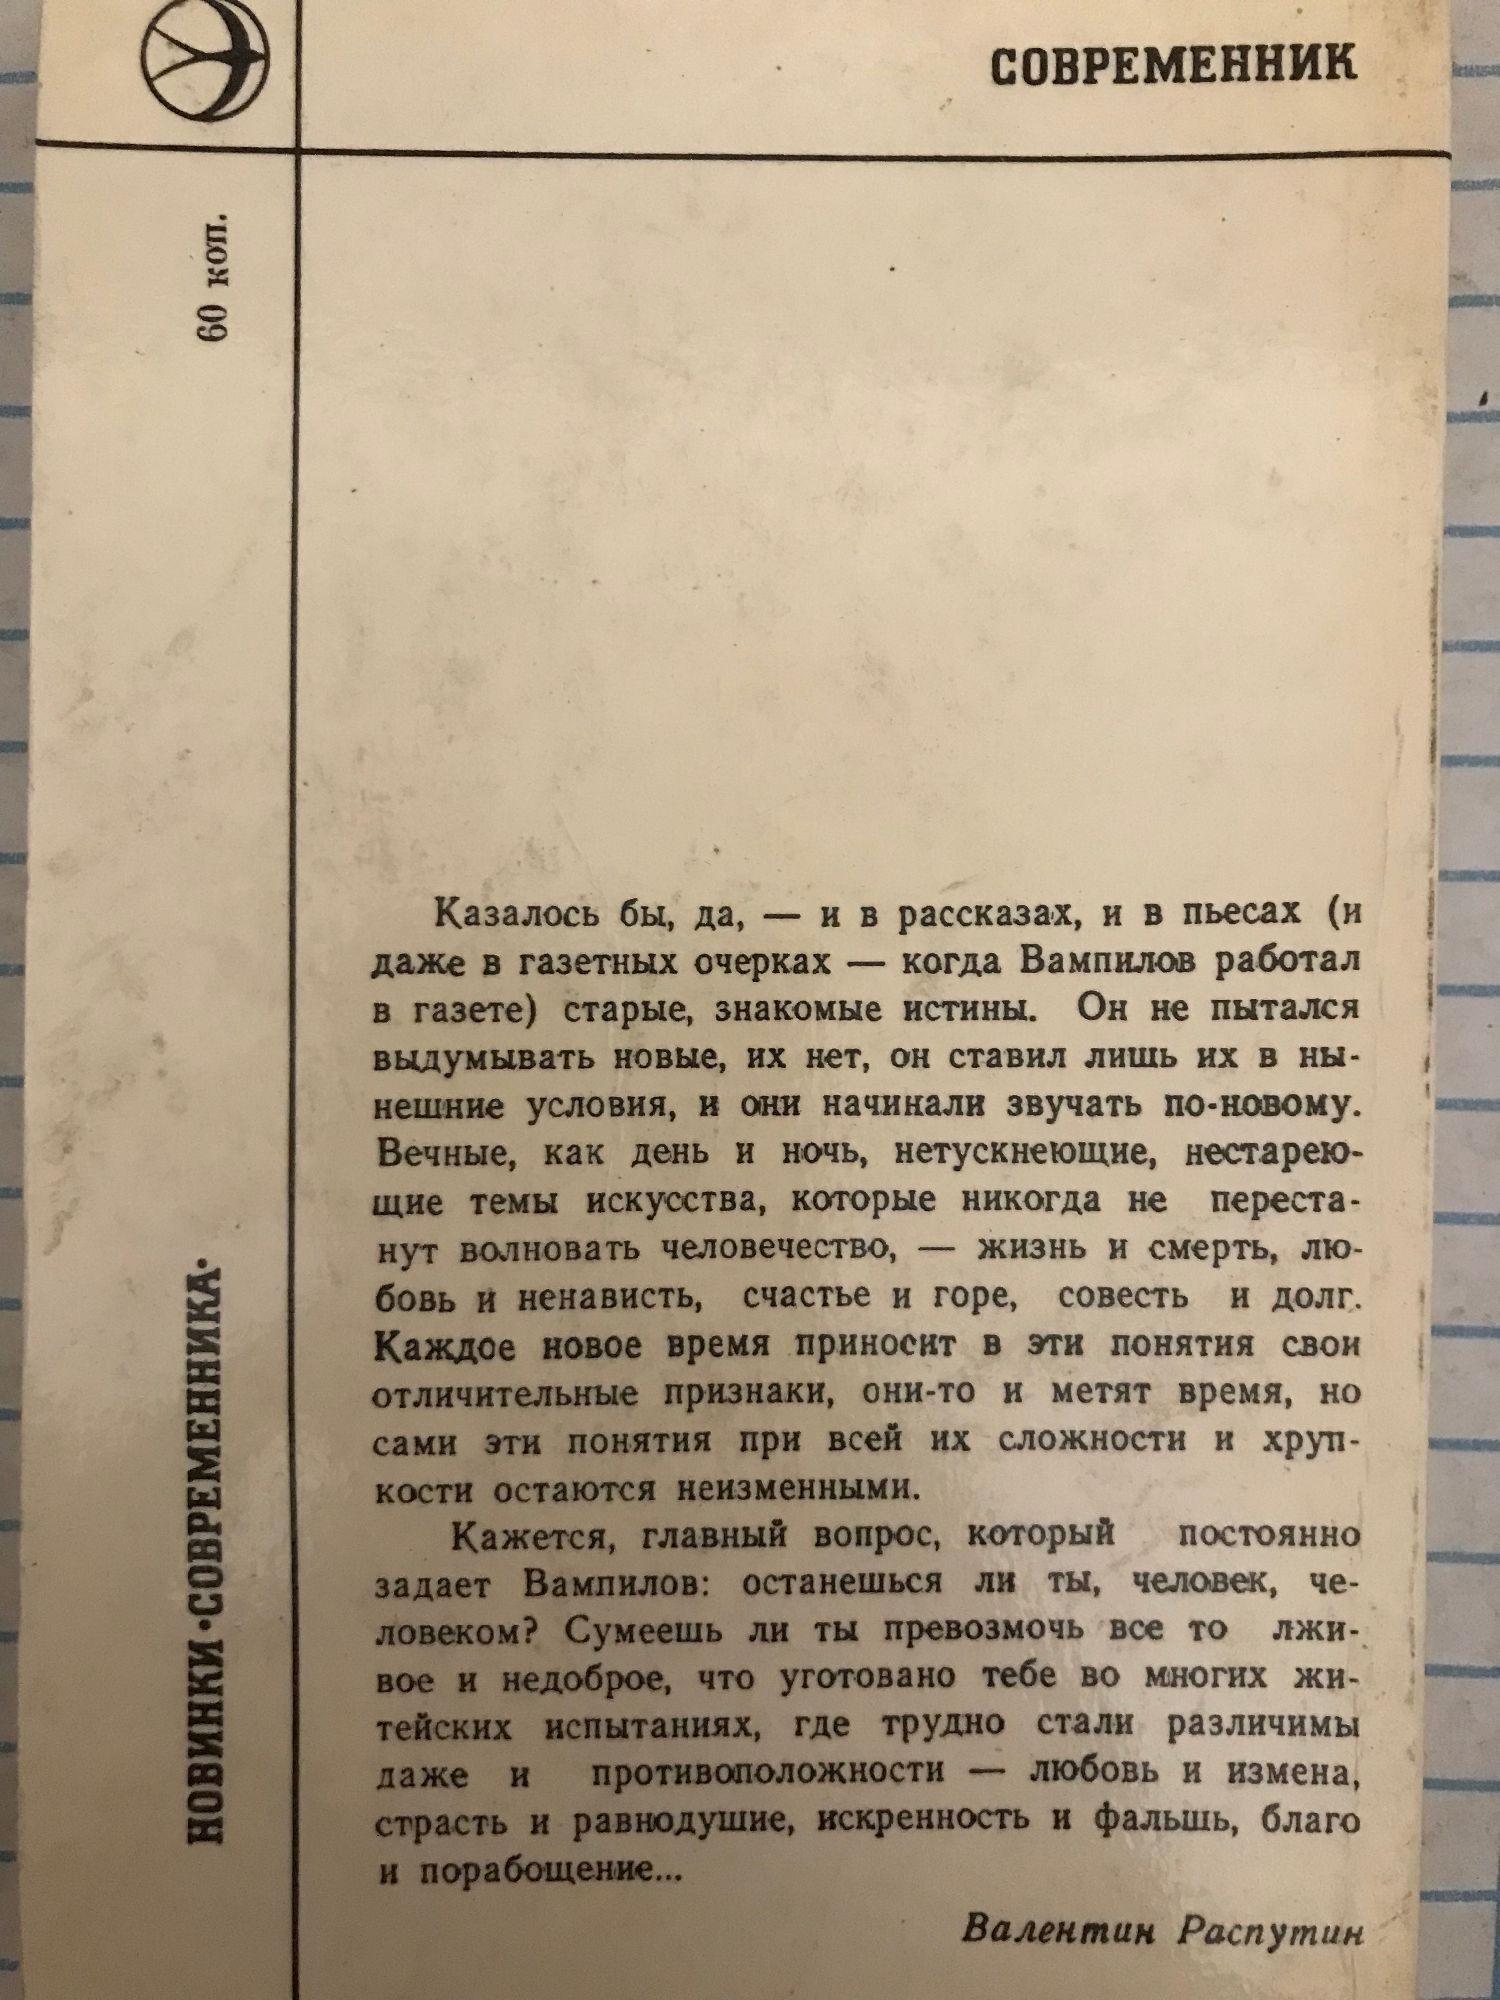 СОВРЕМЕННИК
60 коп.
НОВИНКИ·СОВРЕМЕННИКА·
Казалось бы, да, — и в рассказах, и в пьесах (и
даже в газетных очерках — когда Вампилов работал
в газете) старые, знакомые истины. Он не пытался
выдумывать новые, их нет, он ставил лишь их в ны-
нешние условия, и они начинали звучать по-новому.
Вечные, как день и ночь, нетускнеющие, нестарею-
щие темы искусства, которые никогда не переста-
нут волновать человечество, — жизнь и смерть, лю-
бовь и ненависть, счастье и горе, совесть и долг.
Каждое новое время приносит в эти понятия свои
отличительные признаки, они-то и метят время, но
сами эти понятия при всей их сложности и хруп-
кости остаются неизменными.
Кажется, главный вопрос, который постоянно
задает Вампилов: останешься ли ты, человек, че-
ловеком? Сумеешь ли ты превозмочь все то лжи-
вое и недоброе, что уготовано тебе во многих жи-
тейских испытаниях, где трудно стали различимы
даже и противоположности — любовь и измена,
страсть и равнодушие, искренность и фальшь, благо
и порабощение...
Валентин Распутин